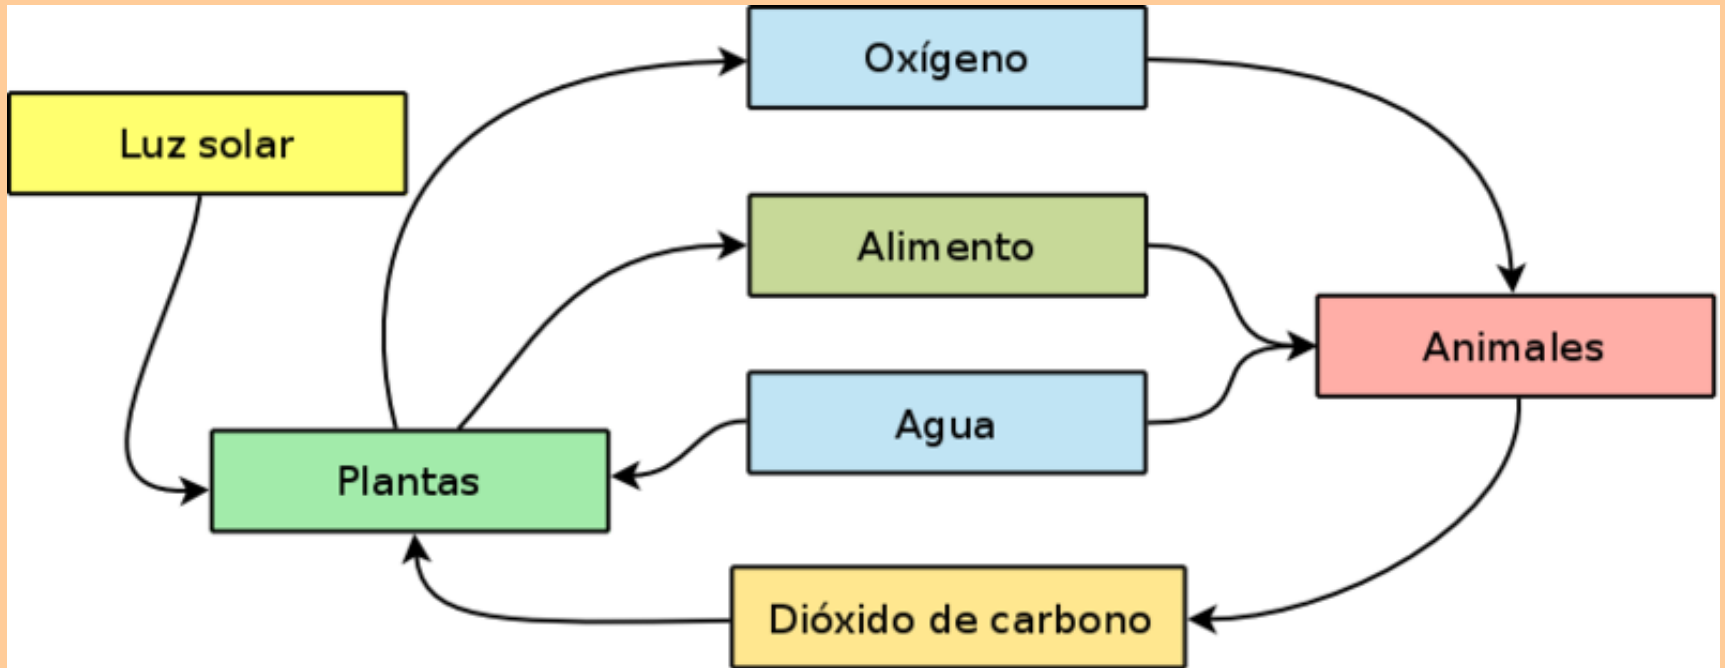 Oxígeno
Luz solar
Alimento
Animales
Agua
Plantas
Dióxido de carbono